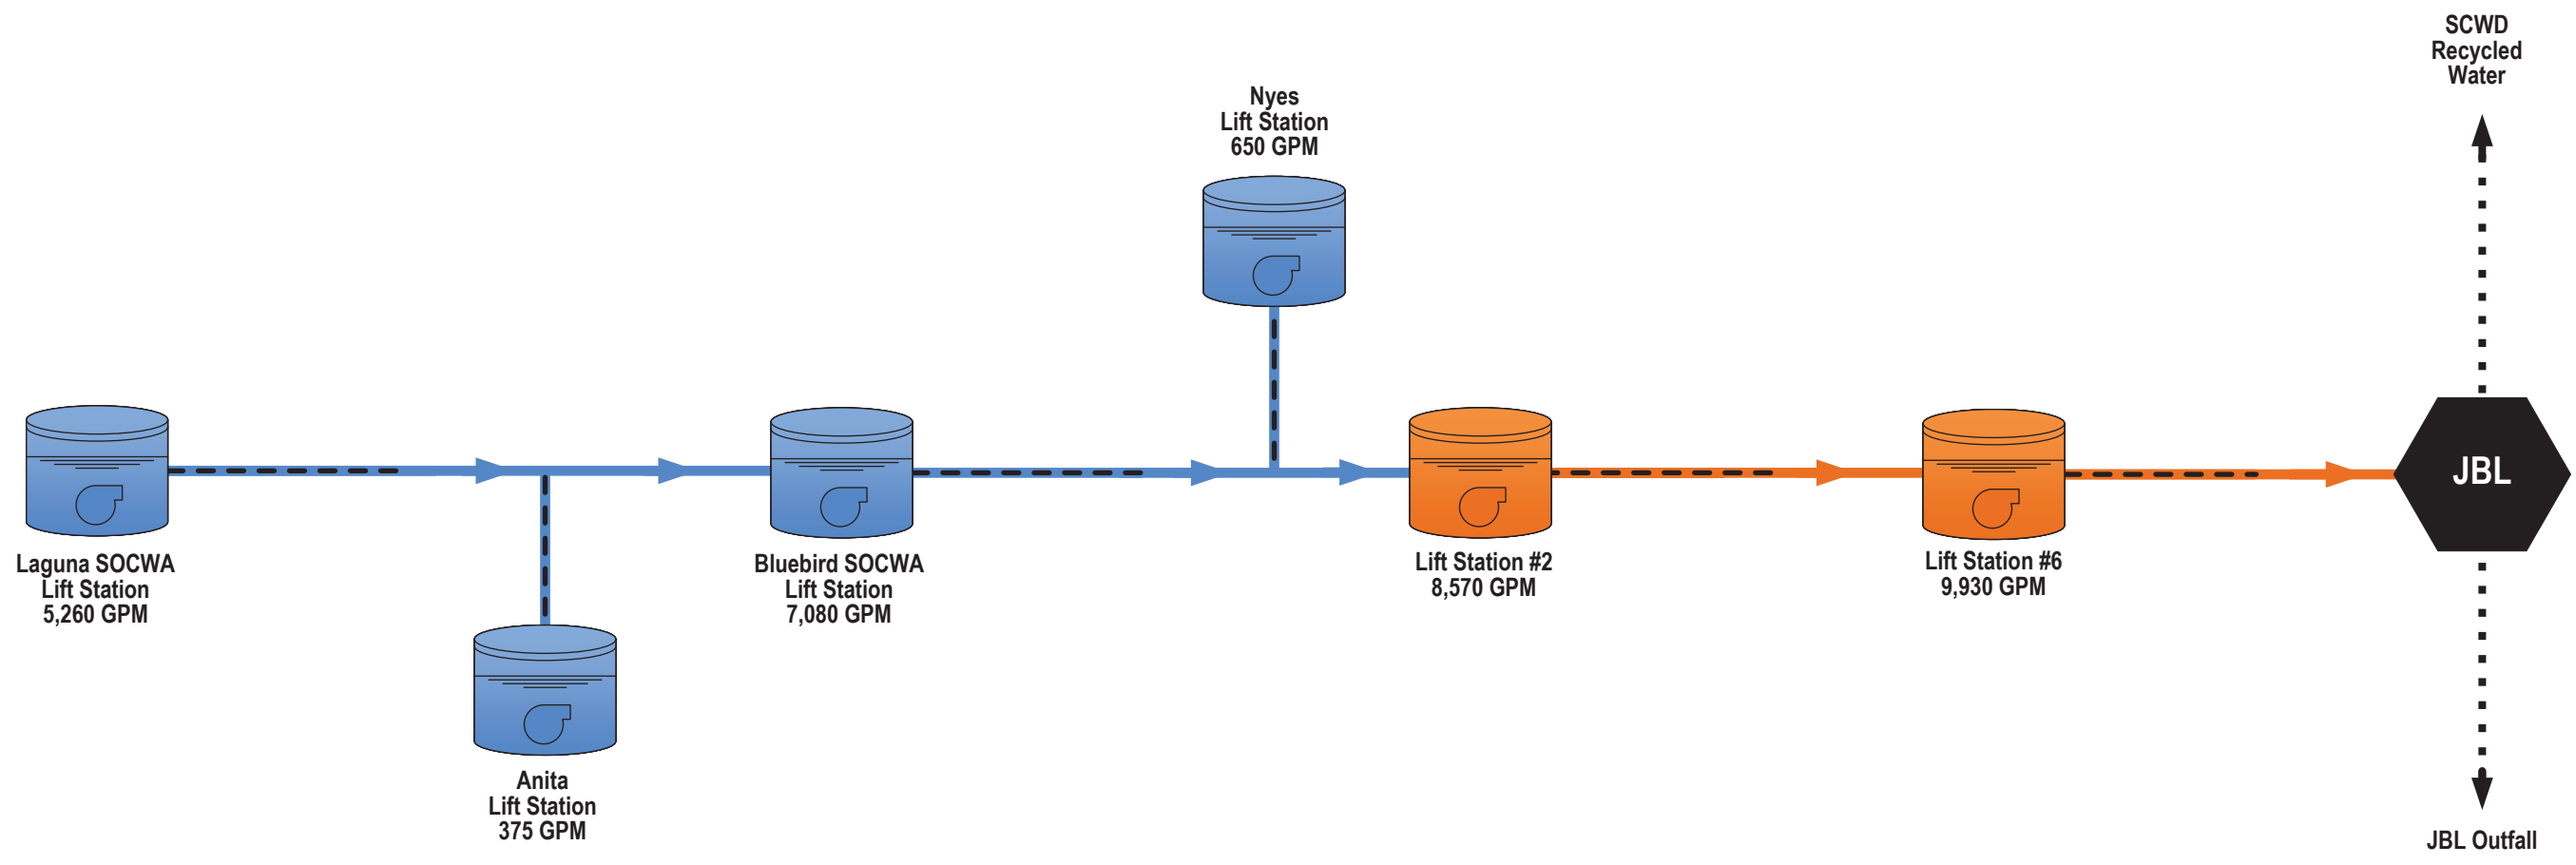 SCWD
Recycled
Water
Nyes
Lift Station
650 GPM
JBL
Laguna SOCWA
Lift Station
5,260 GPM
Bluebird SOCWA
Lift Station
7,080 GPM
Lift Station #2
8,570 GPM
Lift Station #6
9,930 GPM
Anita
Lift Station
375 GPM
JBL Outfall